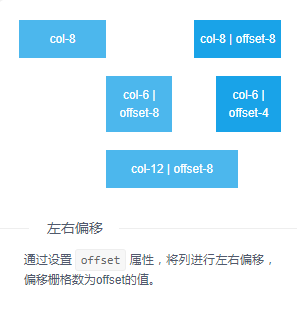 col-8
col-8 | offset-8
col-6 |
offset-8
col-6 |
offset-4
col-12 | offset-8
左右偏移
通过设置 offset 属性，将列进行左右偏移，
偏移栅格数为offset的值。